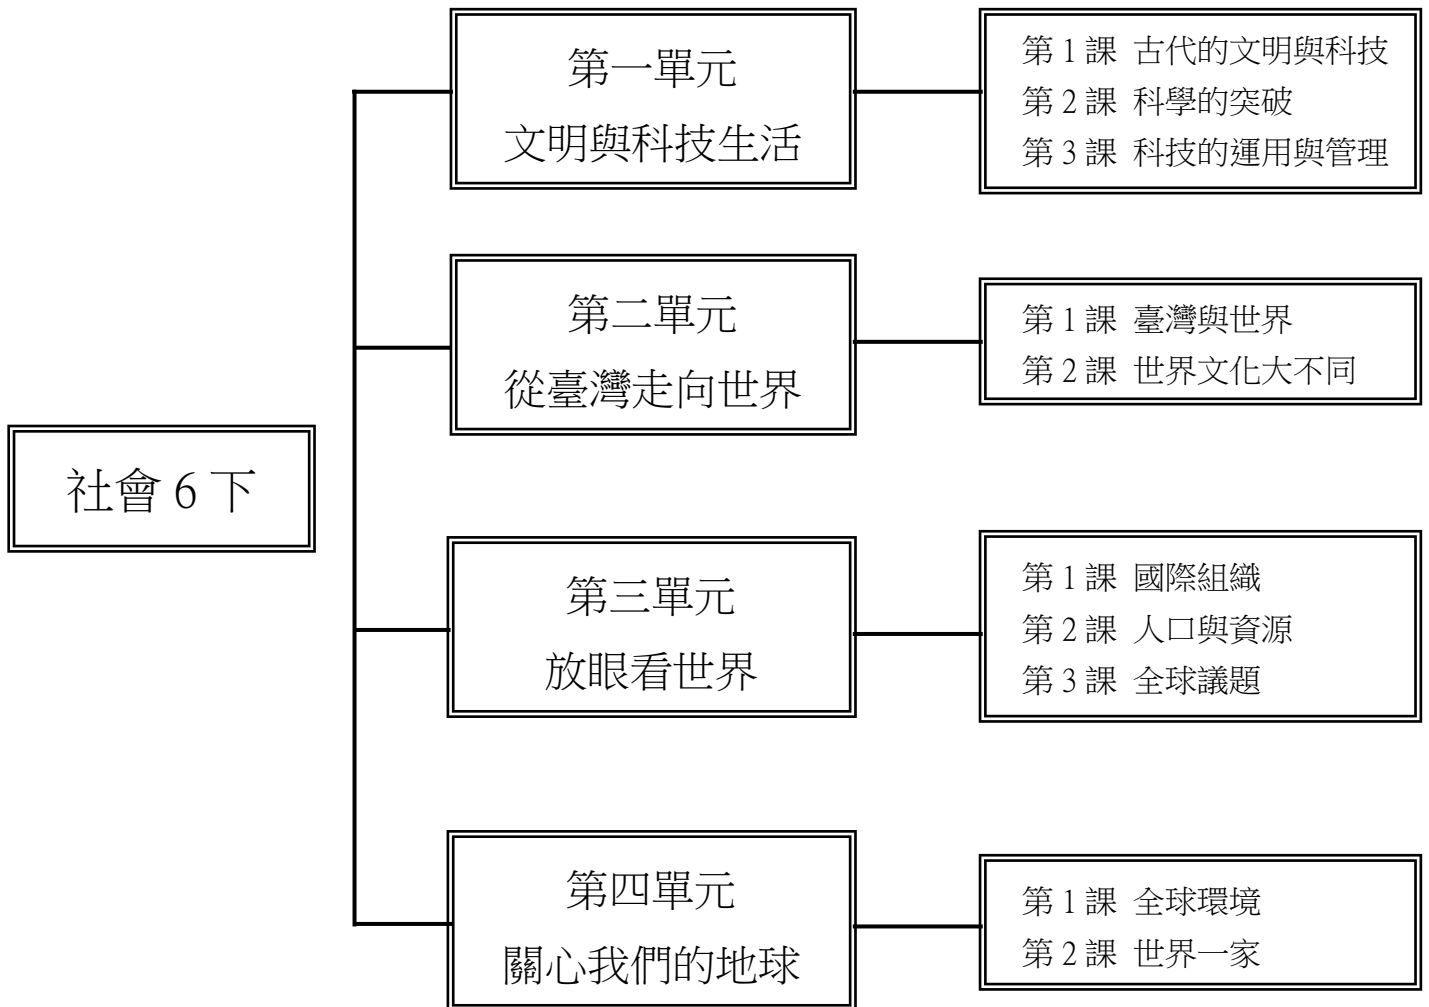 社會 6 下
第一單元
文明與科技生活
第 1 課 古代的文明與科技
第 2 課 科學的突破
第 3 課 科技的運用與管理
第二單元
從臺灣走向世界
第 1 課 臺灣與世界
第 2 課 世界文化大不同
第三單元
放眼看世界
第 1 課 國際組織
第 2 課 人口與資源
第 3 課 全球議題
第四單元
關心我們的地球
第 1 課 全球環境
第 2 課 世界一家